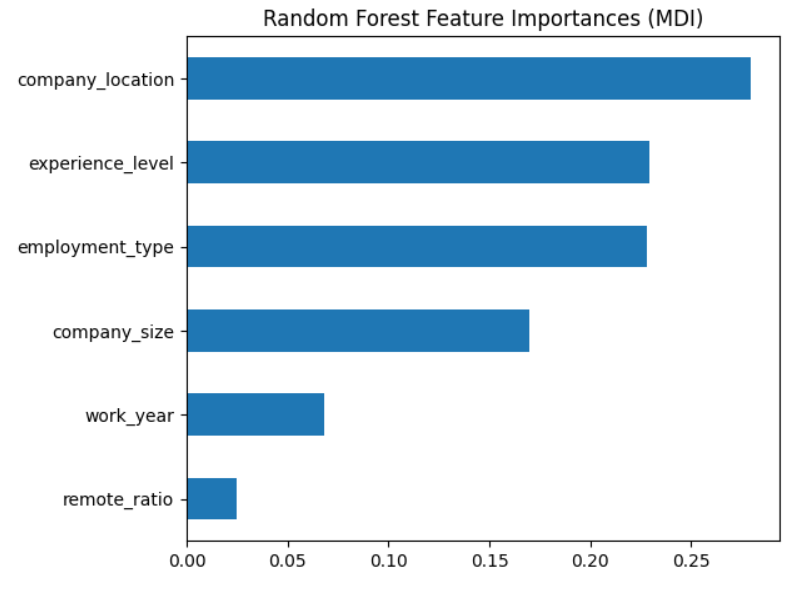 Random Forest Feature Importances (MDI)
company_location
experience_level
employment_type
company_size
work_year
remote_ratio
0.00 0.05 0.10 0.15 0.20 0.25